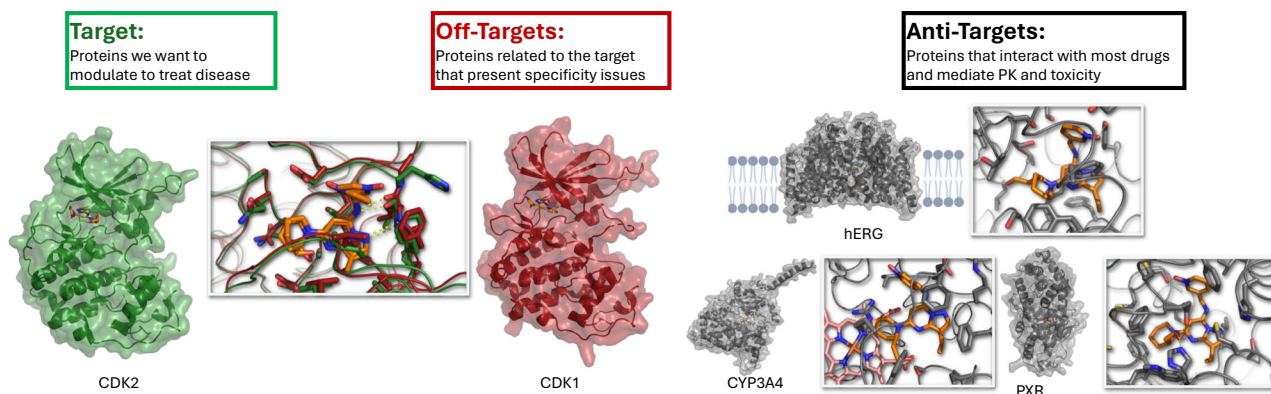 Target:
Proteins we want to
modulate to treat disease
Off-Targets:
Proteins related to the target
that present specificity issues
Anti-Targets:
Proteins that interact with most drugs
and mediate PK and toxicity
CDK2
CDK1
hERG
CYP3A4
PXR